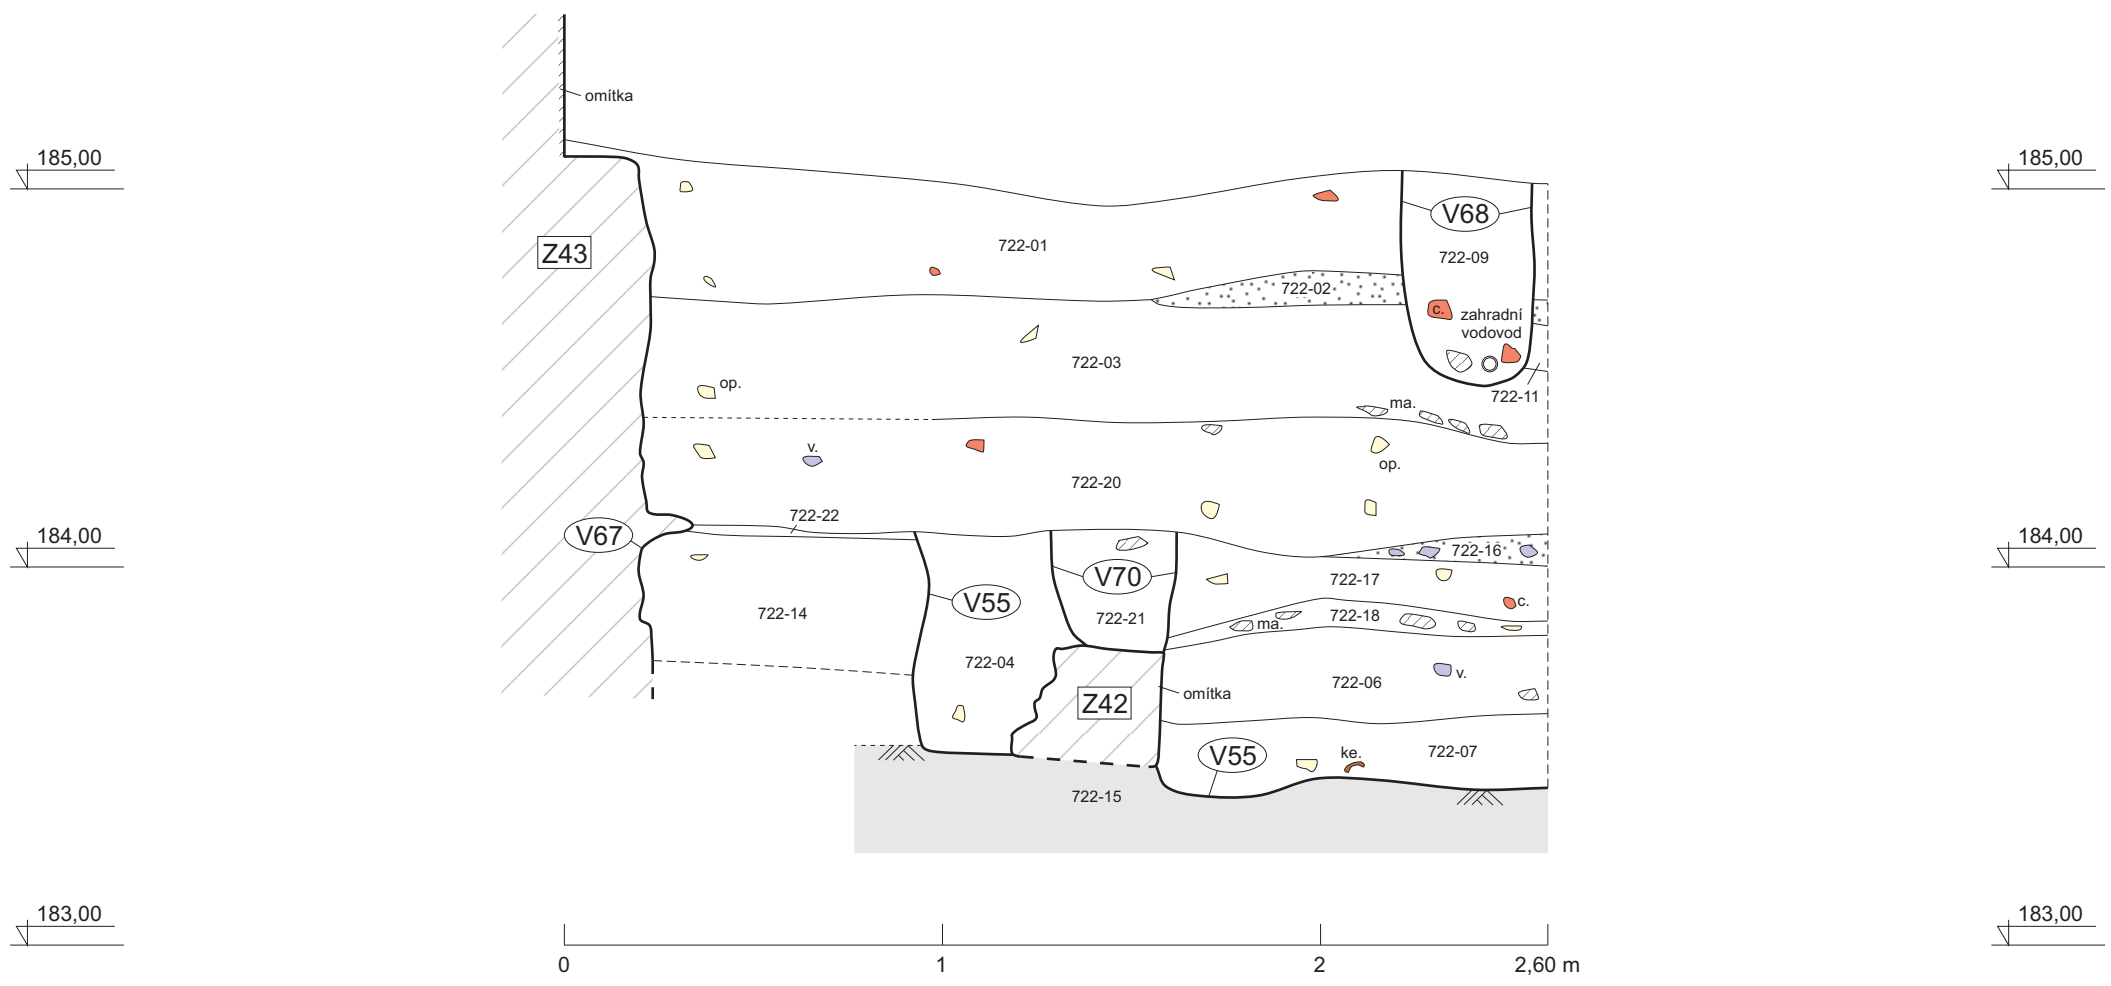 omítka
185,00
185,00
V68
Z43
722-01
722-09
722-02
c.
zahradní
vodovod
722-03
op.
722-11
ma.
v.
op.
722-20
722-22
V67
184,00
184,00
722-16
V70
722-17
V55
c.
722-14
722-21
722-18
ma.
722-04
v.
722-06
Z42
omítka
V55
ke.
722-07
722-15
183,00
183,00
0
1
2
2,60 m